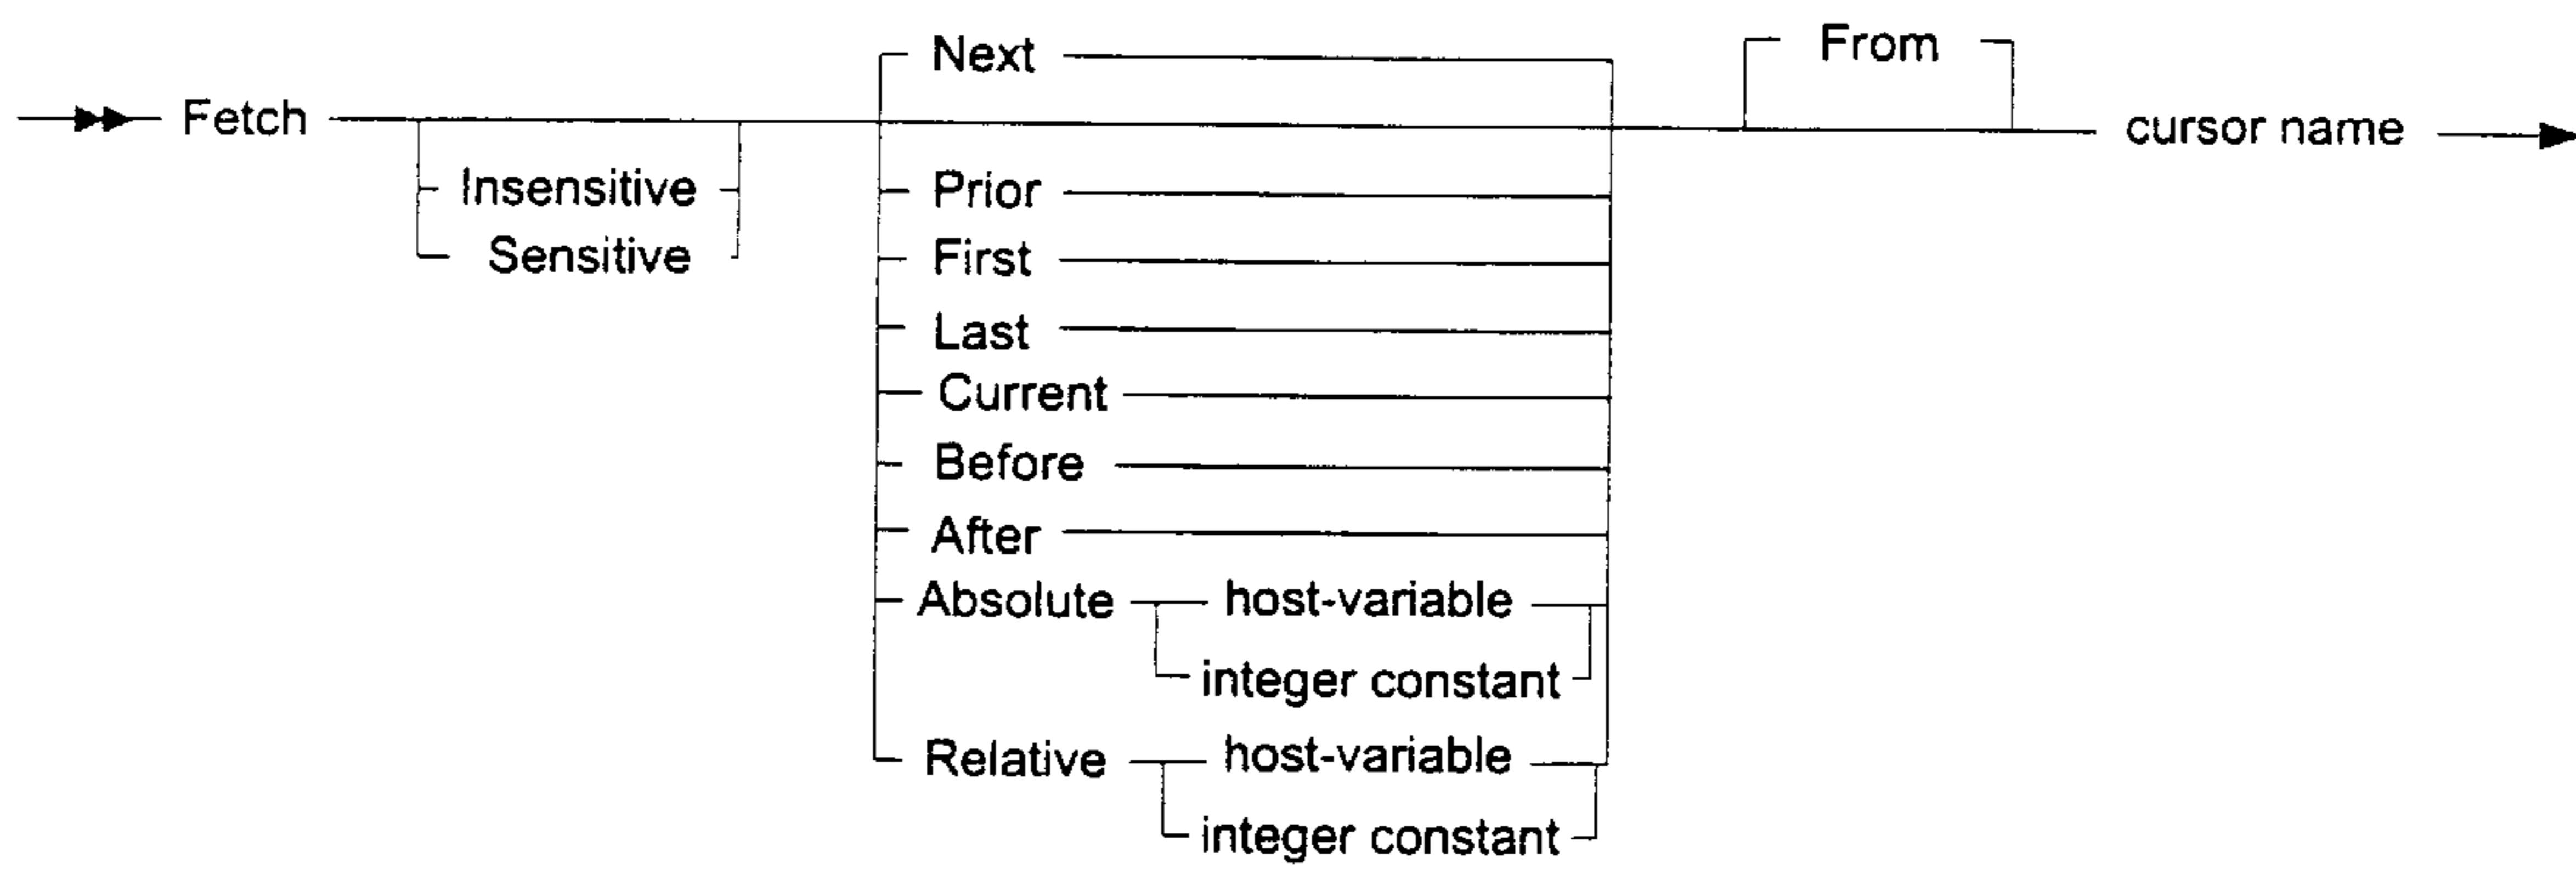 Next
From
Fetch
cursor name
Insensitive
Sensitive
Prior
First
Last
Current
Before
After
Absolute host-variable
integer constant
Relative host-variable
integer constant